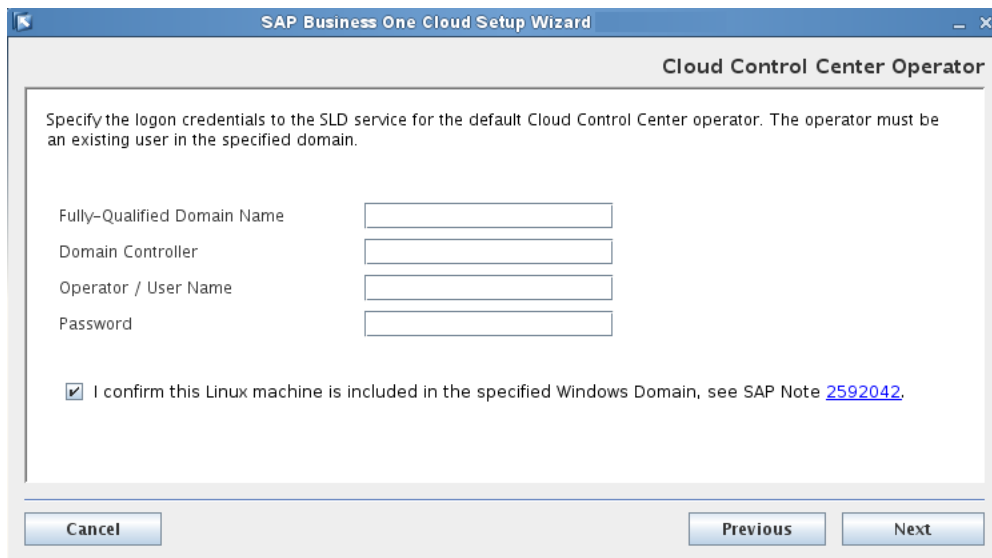 SAP Business One Cloud Setup Wizard
Cloud Control Center Operator
Specify the logon credentials to the SLD service for the default Cloud Control Center operator. The operator must be
an existing user in the specified domain.
Fully-Qualified Domain Name
Domain Controller
Operator / User Name
Password
I confirm this Linux machine is included in the specified Windows Domain, see SAP Note 2592042.
Cancel
Previous
Next